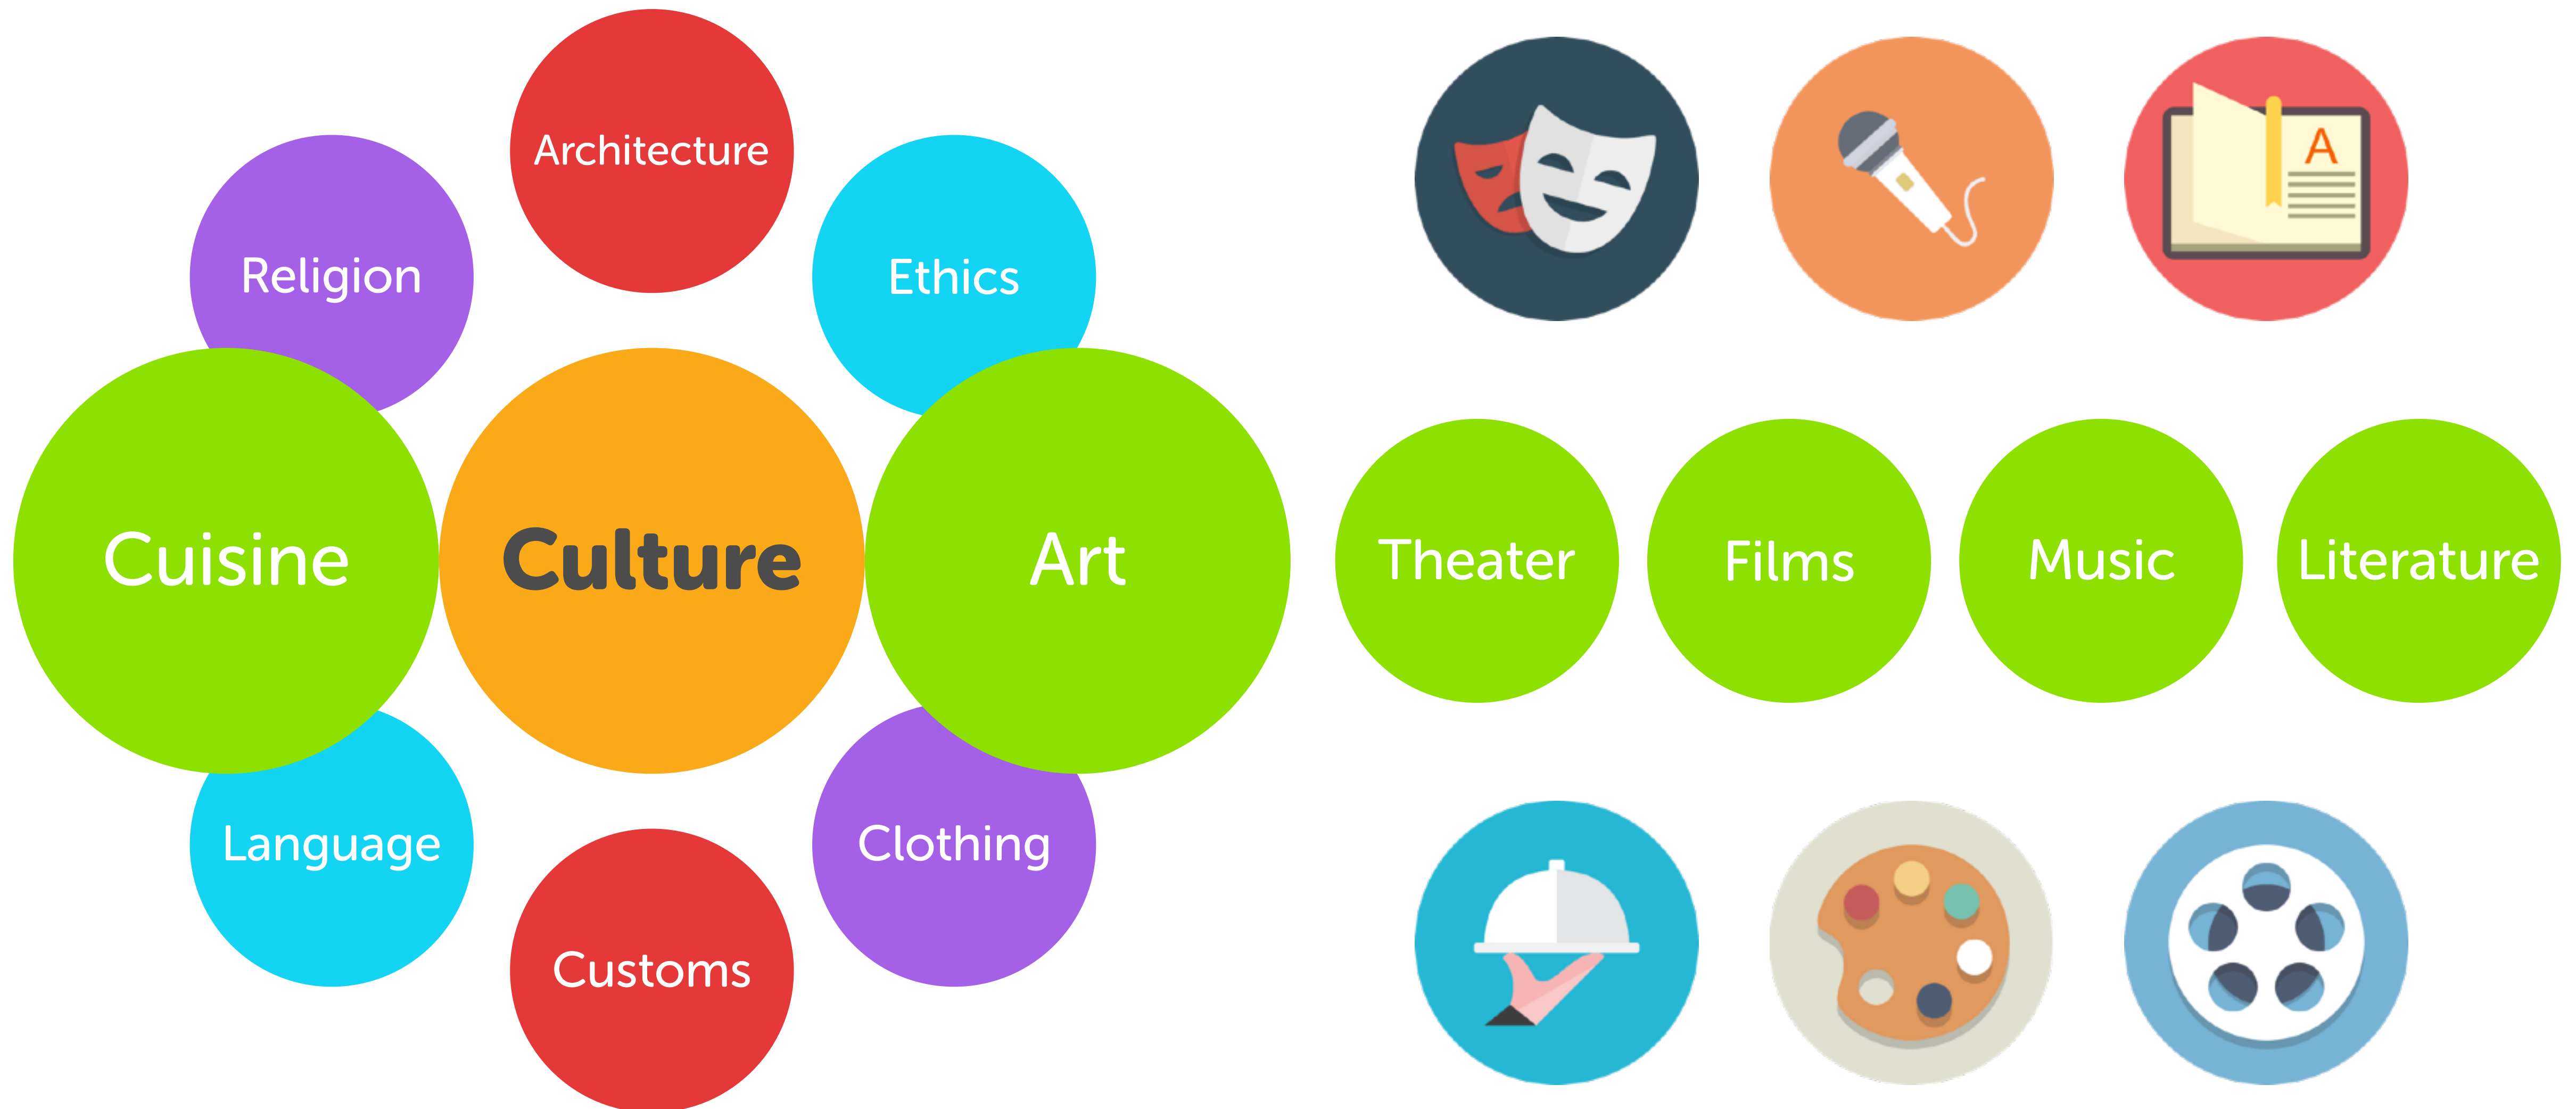 Architecture
Religion
Ethics
A
Cuisine
Culture
Art
Theater
Films
Music
Literature
Language
Clothing
Customs